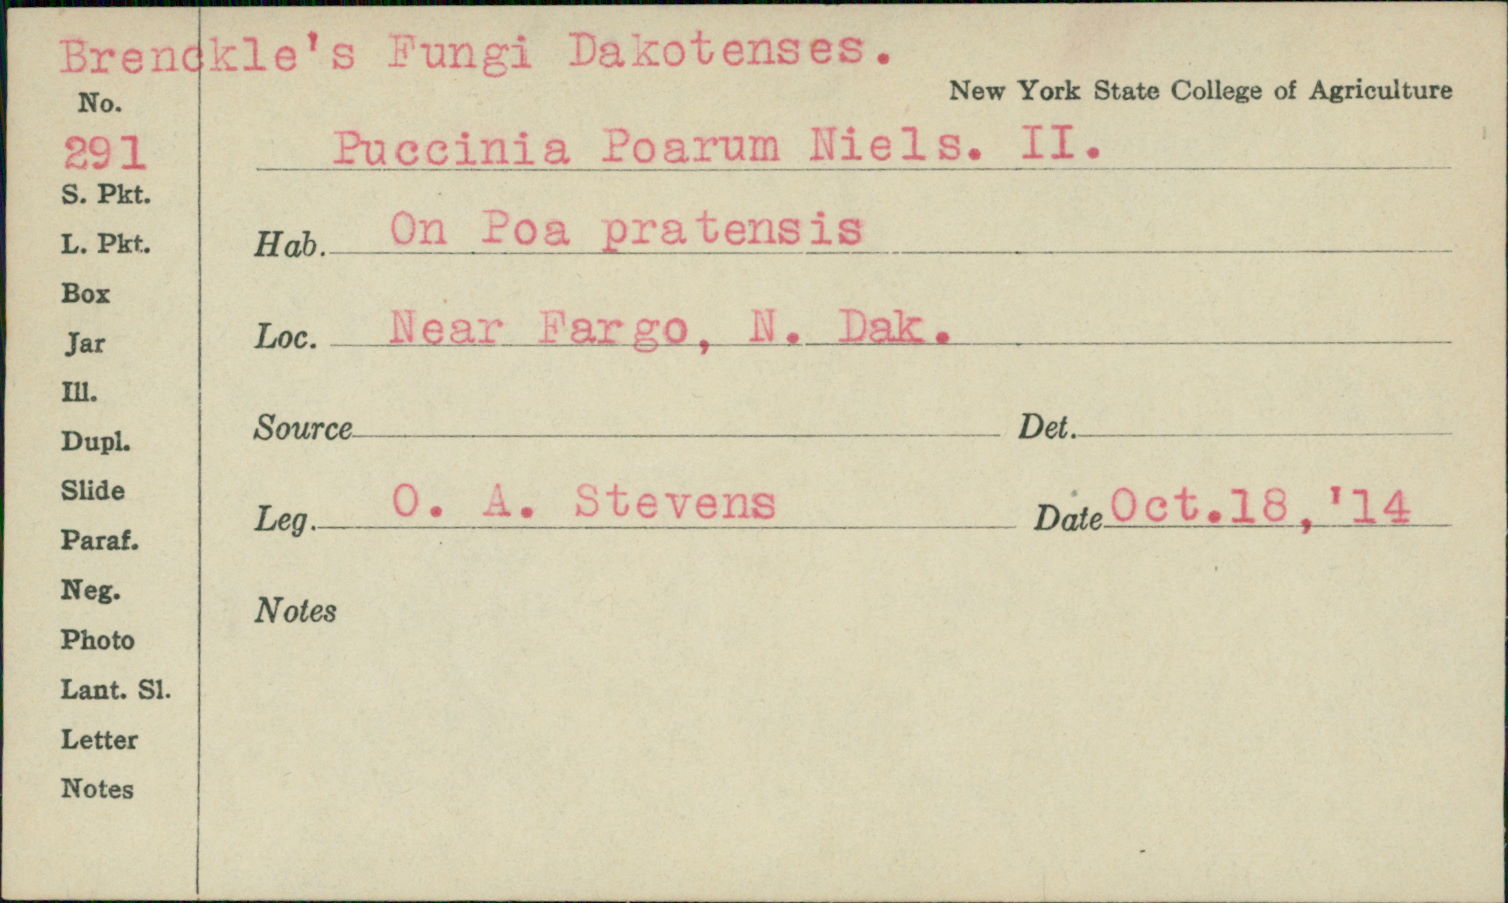 Brenckle's Fungi Dakotenses.
New York State College of Agriculture
No.
291
Puccinia Poarum Niels. II.
S. Pkt.
L. Pkt.
Hab. On Poa pratensis
Box
Jar
Loc. Near Fargo, N. Dak.
Ill.
Dupl.
Source Det.
Slide
Leg. O. A. Stevens Date Oct.18,'14
Paraf.
Neg.
Notes
Photo
Lant. Sl.
Letter
Notes